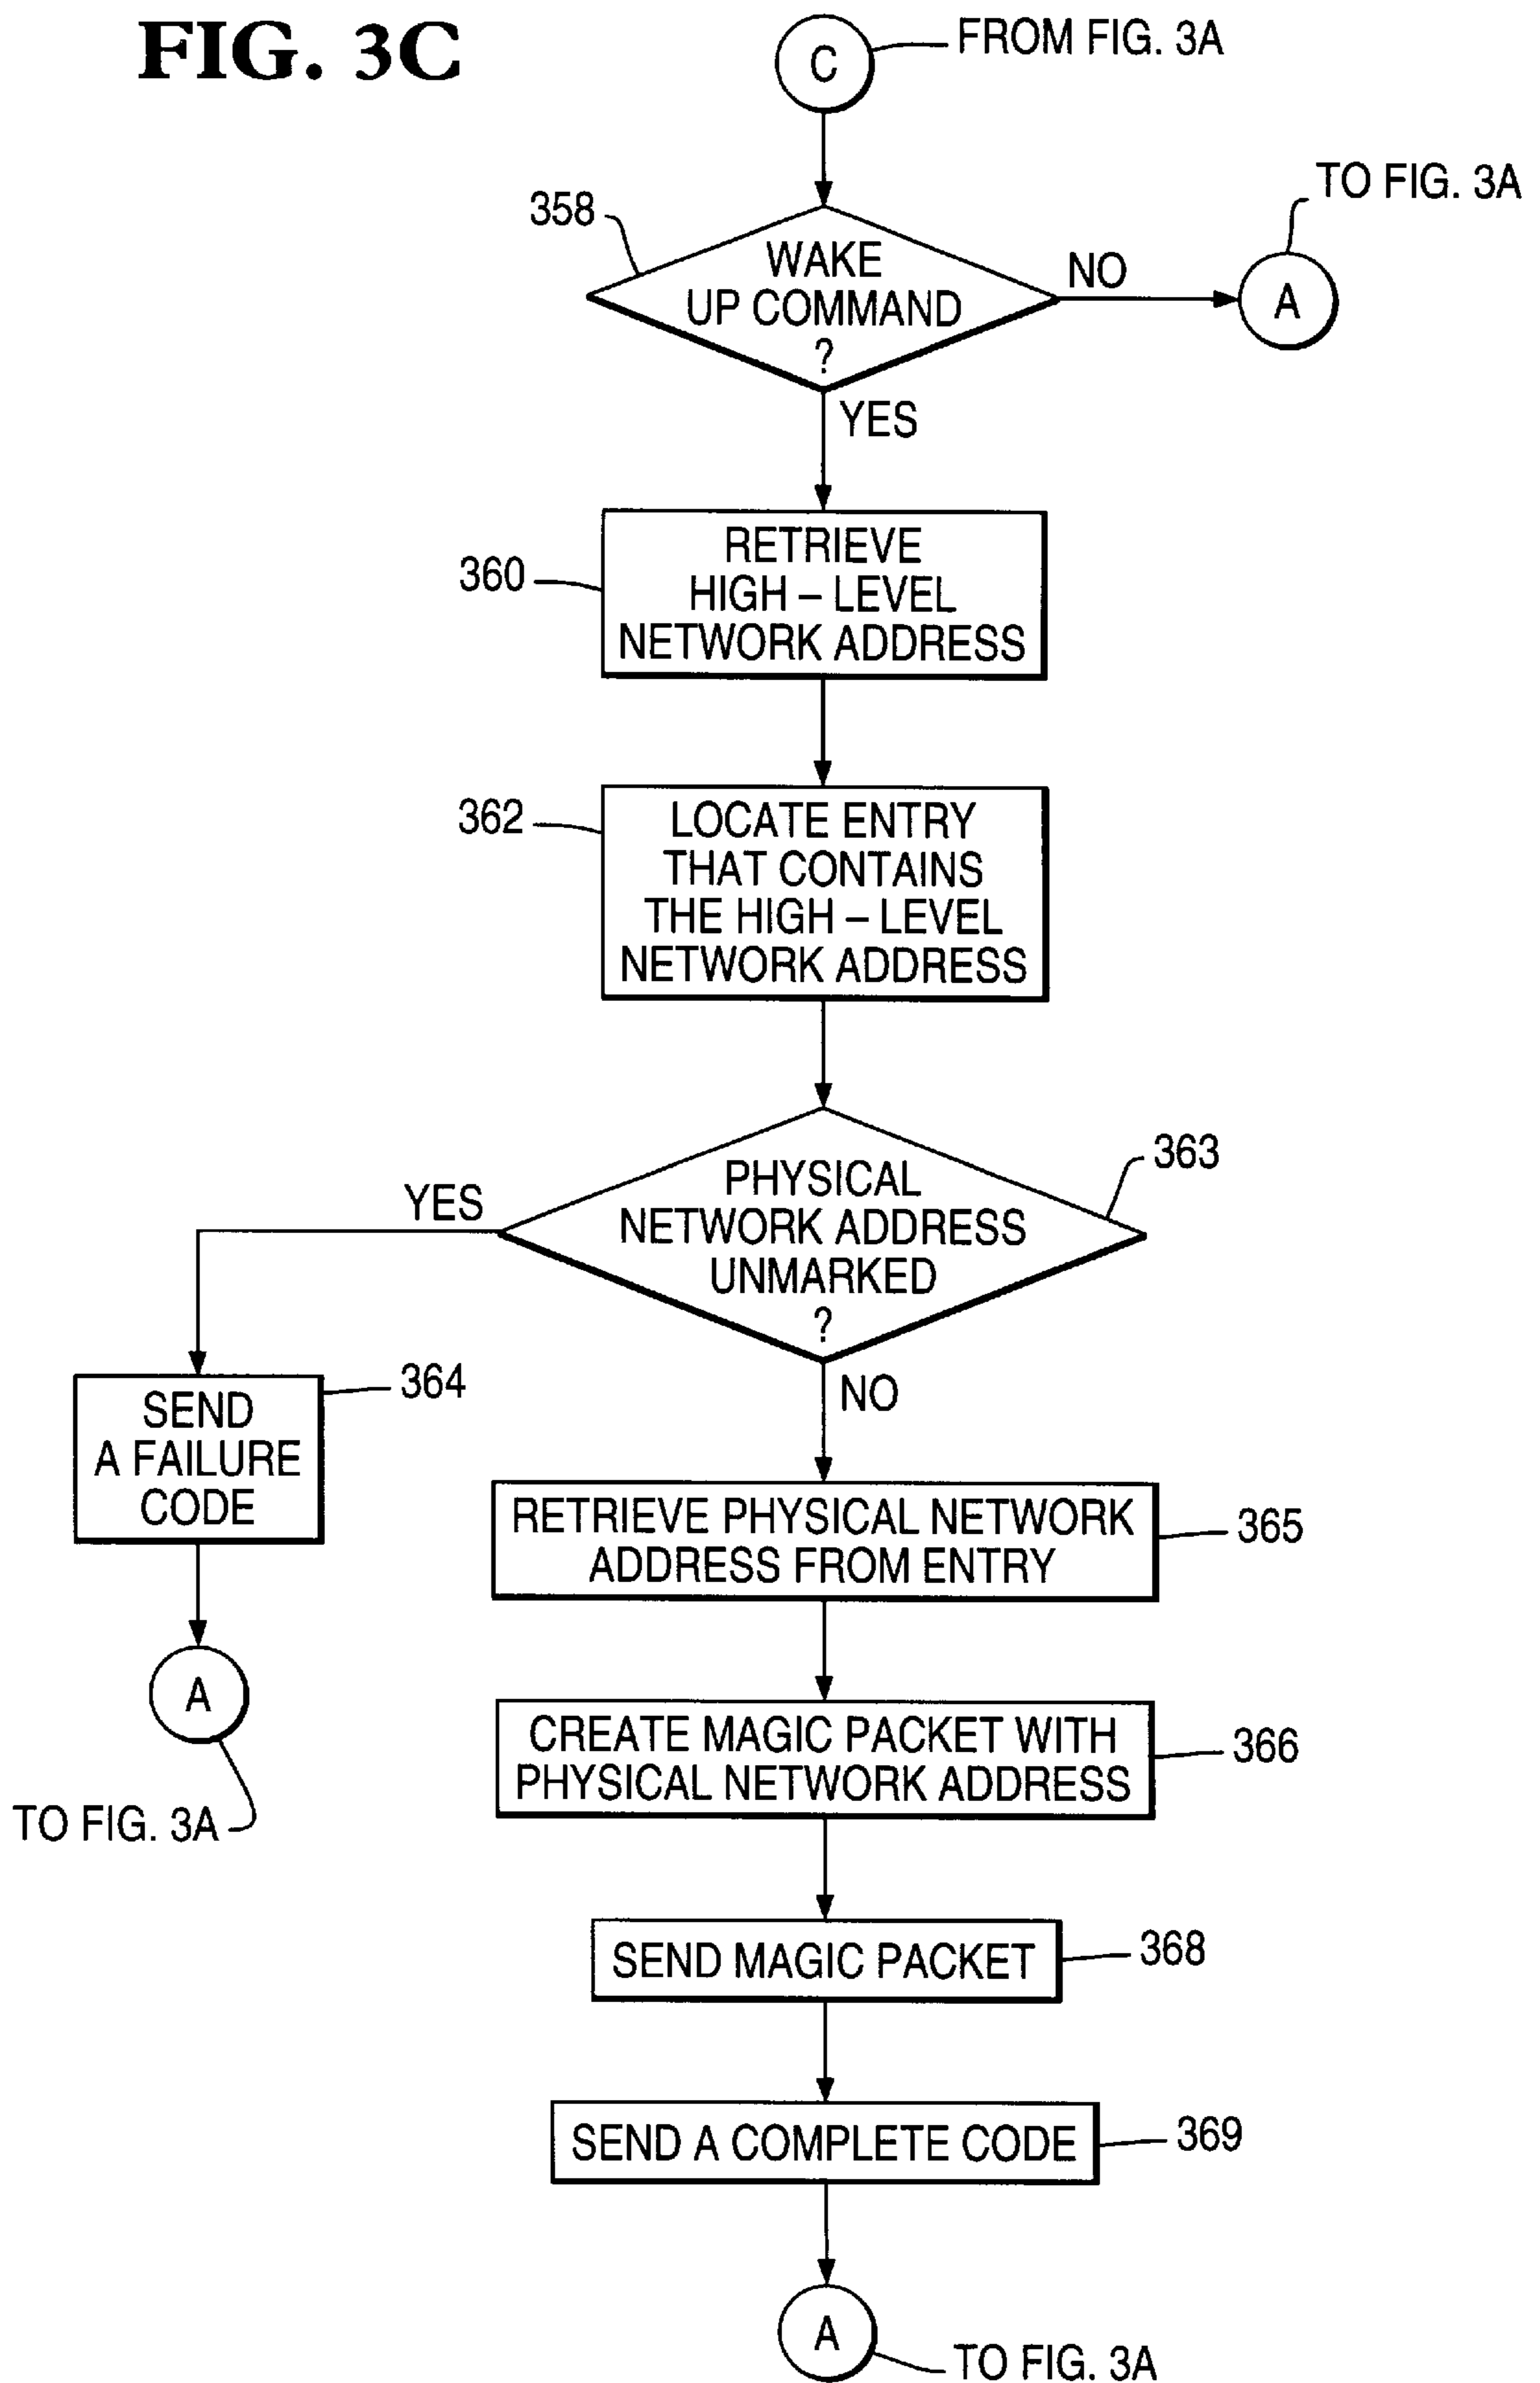 FIG. 3C
C
FROM FIG. 3A
TO FIG. 3A
358
WAKE
UP COMMAND
?
NO
A
YES
360
RETRIEVE
HIGH – LEVEL
NETWORK ADDRESS
362
LOCATE ENTRY
THAT CONTAINS
THE HIGH – LEVEL
NETWORK ADDRESS
363
PHYSICAL
NETWORK ADDRESS
UNMARKED
?
YES
NO
364
SEND
A FAILURE
CODE
A
TO FIG. 3A
RETRIEVE PHYSICAL NETWORK
ADDRESS FROM ENTRY
365
CREATE MAGIC PACKET WITH
PHYSICAL NETWORK ADDRESS
366
SEND MAGIC PACKET
368
SEND A COMPLETE CODE
369
A
TO FIG. 3A